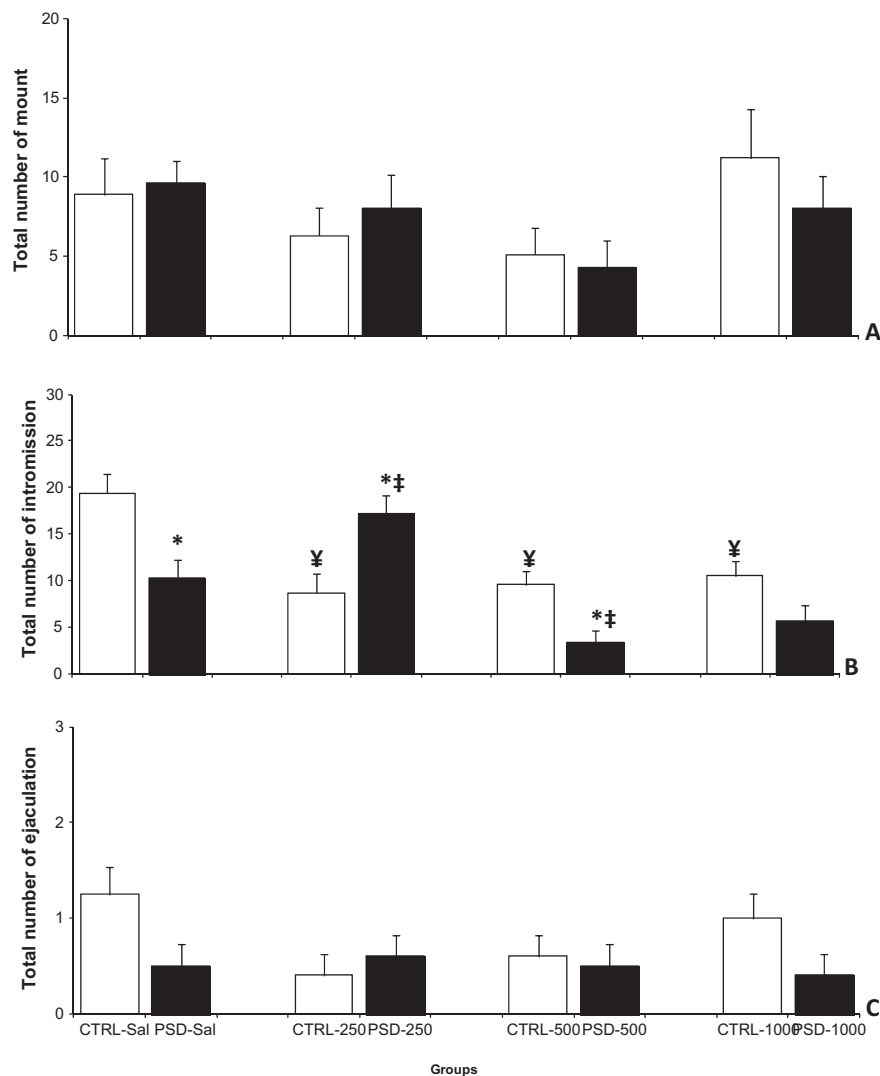 20
15
10
5
0
Total number of mount
A
30
25
20
15
10
5
0
Total number of intromission
*
¥
*‡
¥
*‡
¥
B
3
2
1
0
Total number of ejaculation
C
CTRL-Sal PSD-Sal CTRL-250 PSD-250 CTRL-500 PSD-500 CTRL-1000 PSD-1000
Groups